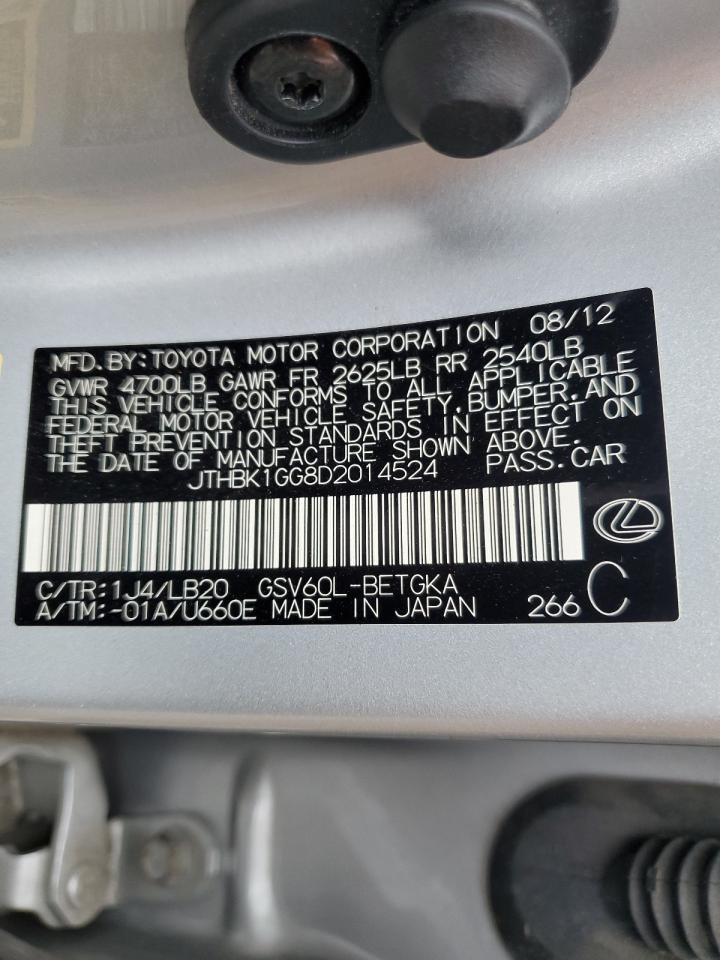 MFD.BY:TOYOTA MOTOR CORPORATION 08/12
GVWR 4700LB GAWR FR 2625LB RR 2540LB
THIS VEHICLE CONFORMS TO ALL APPLICABLE
FEDERAL MOTOR VEHICLE SAFETY,BUMPER,AND
THEFT PREVENTION STANDARDS IN EFFECT ON
THE DATE OF MANUFACTURE SHOWN ABOVE.
JTHBK1GG8D2014524 PASS.CAR
C/TR:1J4/LB20 GSV60L-BETGKA
A/TM:-01A/U660E MADE IN JAPAN 266 C